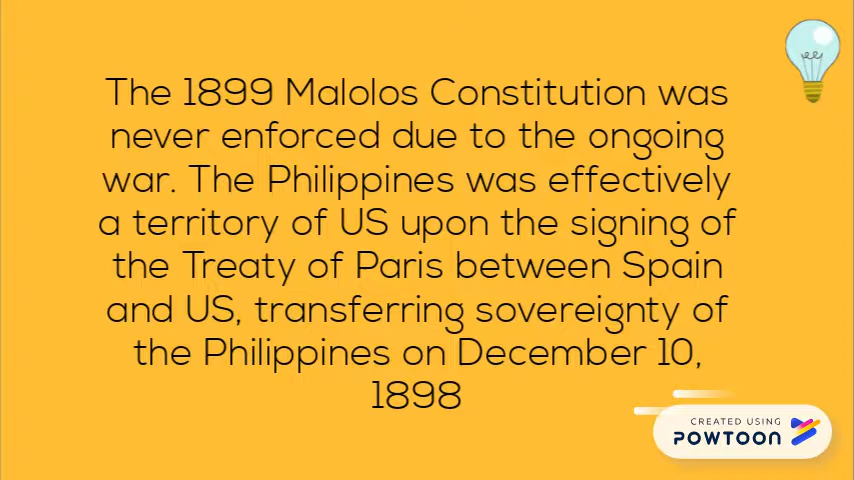 The 1899 Malolos Constitution was
never enforced due to the ongoing
war. The Philippines was effectively
a territory of US upon the signing of
the Treaty of Paris between Spain
and US, transferring sovereignty of
the Philippines on December 10,
1898
CREATED USING
POWTOON